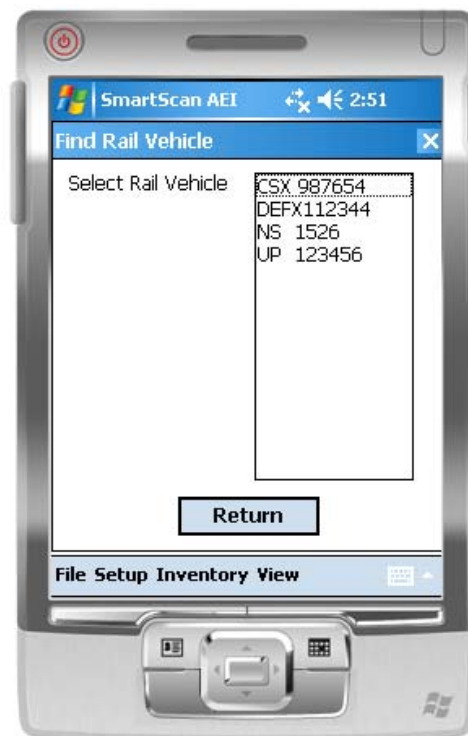 SmartScan AEI 2:51
Find Rail Vehicle
Select Rail Vehicle
CSX 987654
DEFX112344
NS 1526
UP 123456
Return
File Setup Inventory View